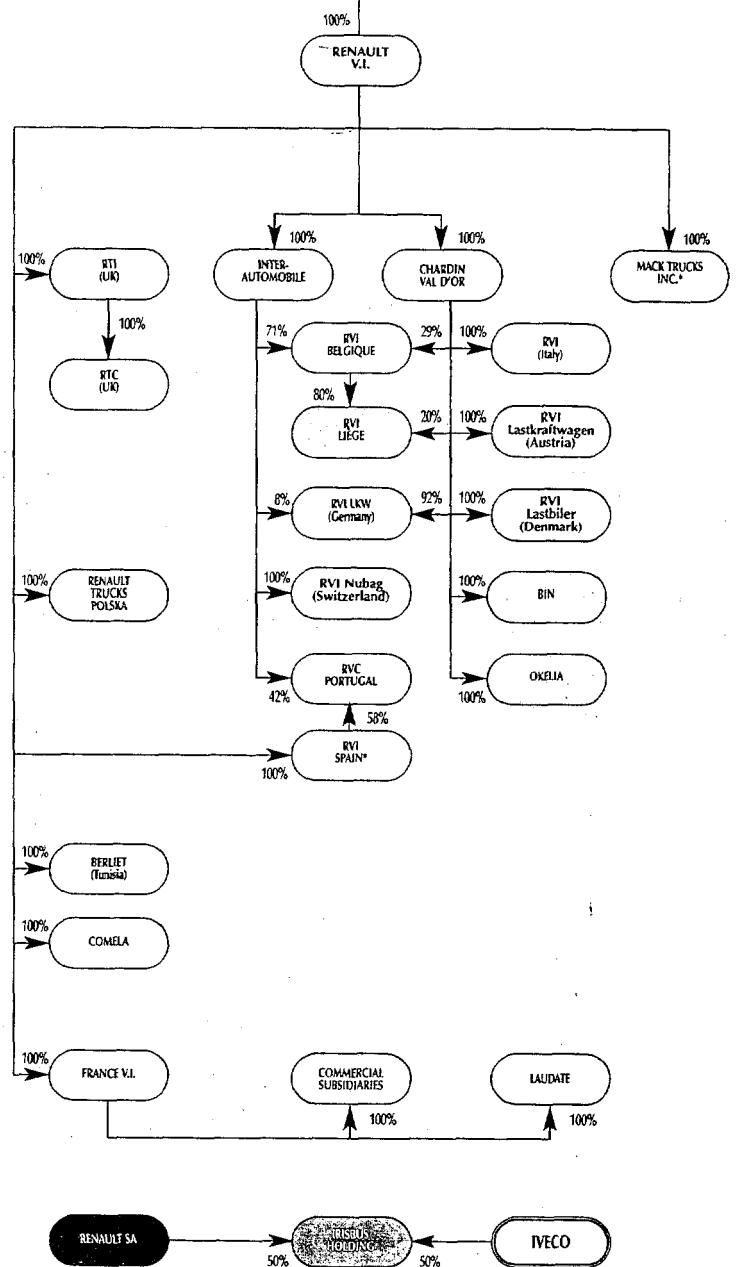 100%
RENAULT
V.I.
100%
RTI
(UK)
100%
INTER-
AUTOMOBILE
100%
CHARDIN
VAL D'OR
100%
MACK TRUCKS
INC.*
100%
RTC
(UK)
71%
RVI
BELGIQUE
29%
100%
RVI
(Italy)
80%
RVI
LIÈGE
20%
100%
RVI
Lastkraftwagen
(Austria)
8%
RVI LKW
(Germany)
92%
100%
RVI
Lastbiler
(Denmark)
100%
RENAULT
TRUCKS
POLSKA
100%
RVI Nubag
(Switzerland)
100%
BIN
42%
RVC
PORTUGAL
100%
OKELIA
58%
100%
RVI
SPAIN*
100%
BERLIET
(Tunisia)
100%
COMELA
100%
FRANCE V.I.
COMMERCIAL
SUBSIDIARIES
100%
LAUDATE
100%
RENAULT SA
50%
IRISBUS
HOLDING
50%
IVECO